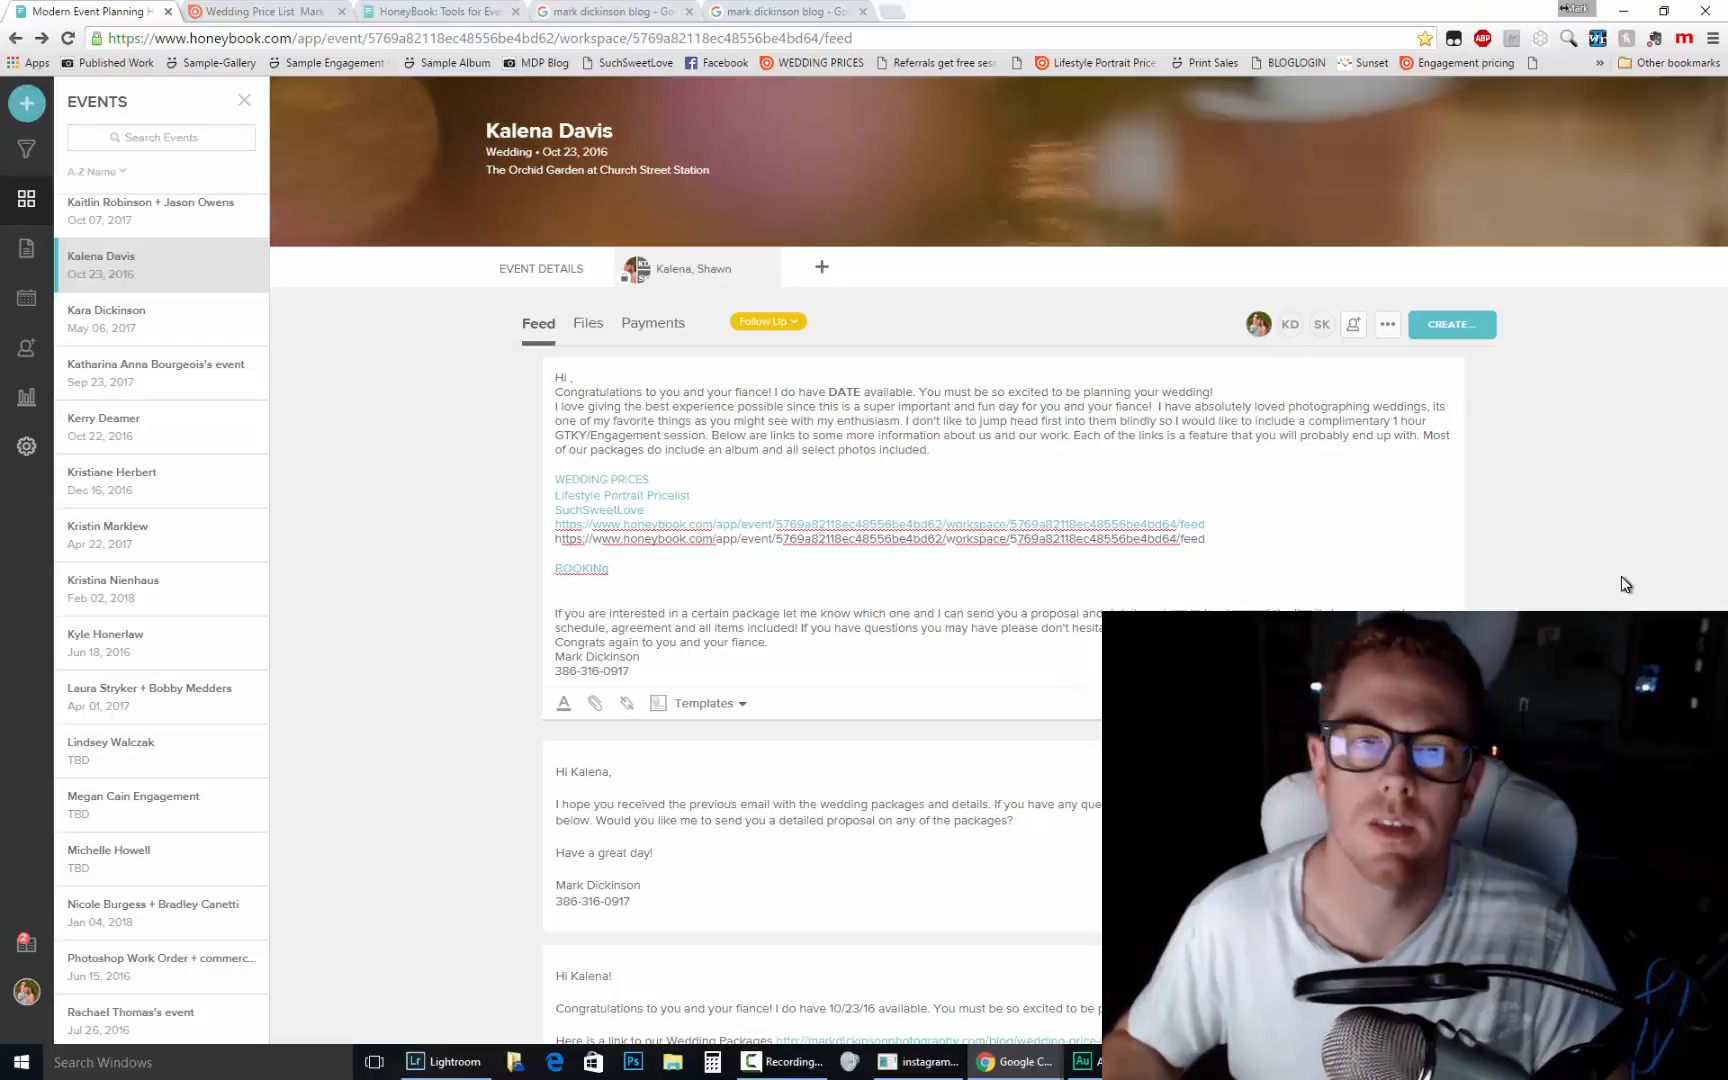 Modern Event Planning H
Wedding Price List Mark
HoneyBook: Tools for Eve
mark dickinson blog - Go
mark dickinson blog - Go
Mark
https://www.honeybook.com/app/event/5769a82118ec48556be4bd62/workspace/5769a82118ec48556be4bd64/feed
Apps
Published Work
Sample-Gallery
Sample Engagement
Sample Album
MDP Blog
SuchSweetLove
Facebook
WEDDING PRICES
Referrals get free ses
Lifestyle Portrait Price
Print Sales
BLOGLOGIN
Sunset
Engagement pricing
Other bookmarks
EVENTS
Search Events
A-Z Name
Kaitlin Robinson + Jason Owens
Oct 07, 2017
Kalena Davis
Oct 23, 2016
Kara Dickinson
May 06, 2017
Katharina Anna Bourgeois's event
Sep 23, 2017
Kerry Deamer
Oct 22, 2016
Kristiane Herbert
Dec 16, 2016
Kristin Marklew
Apr 22, 2017
Kristina Nienhaus
Feb 02, 2018
Kyle Honerlaw
Jun 18, 2016
Laura Stryker + Bobby Medders
Apr 01, 2017
Lindsey Walczak
TBD
Megan Cain Engagement
TBD
Michelle Howell
TBD
Nicole Burgess + Bradley Canetti
Jan 04, 2018
Photoshop Work Order + commerc...
Jun 15, 2016
Rachael Thomas's event
Jul 26, 2016
2
Kalena Davis
Wedding • Oct 23, 2016
The Orchid Garden at Church Street Station
EVENT DETAILS
Kalena, Shawn
Feed
Files
Payments
Follow Up
KD
SK
CREATE...
Hi ,
Congratulations to you and your fiance! I do have DATE available. You must be so excited to be planning your wedding!
I love giving the best experience possible since this is a super important and fun day for you and your fiance! I have absolutely loved photographing weddings, its
one of my favorite things as you might see with my enthusiasm. I don't like to jump head first into them blindly so I would like to include a complimentary 1 hour
GTKY/Engagement session. Below are links to some more information about us and our work. Each of the links is a feature that you will probably end up with. Most
of our packages do include an album and all select photos included.
WEDDING PRICES
Lifestyle Portrait Pricelist
SuchSweetLove
https://www.honeybook.com/app/event/5769a82118ec48556be4bd62/workspace/5769a82118ec48556be4bd64/feed
https://www.honeybook.com/app/event/5769a82118ec48556be4bd62/workspace/5769a82118ec48556be4bd64/feed
BOOKINg
If you are interested in a certain package let me know which one and I can send you a proposal and
schedule, agreement and all items included! If you have questions you may have please don't hesita
Congrats again to you and your fiance.
Mark Dickinson
386-316-0917
Templates
Hi Kalena,
I hope you received the previous email with the wedding packages and details. If you have any que
below. Would you like me to send you a detailed proposal on any of the packages?
Have a great day!
Mark Dickinson
386-316-0917
Hi Kalena!
Congratulations to you and your fiance! I do have 10/23/16 available. You must be so excited to be p
Here is a link to our Wedding Packages http://markdickinsonphotography.com/blog/wedding-price-
Search Windows
Lightroom
Recording...
instagram...
Google C...
A